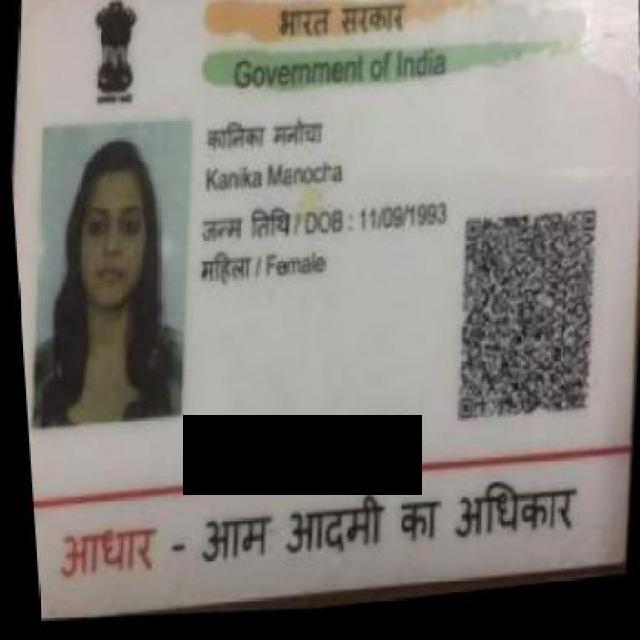 भारत सरकार
Government of India
कानिका मनोचा
Kanika Manocha
जन्म तिथि / DOB : 11/09/1993
महिला / Female
आधार - आम आदमी का अधिकार